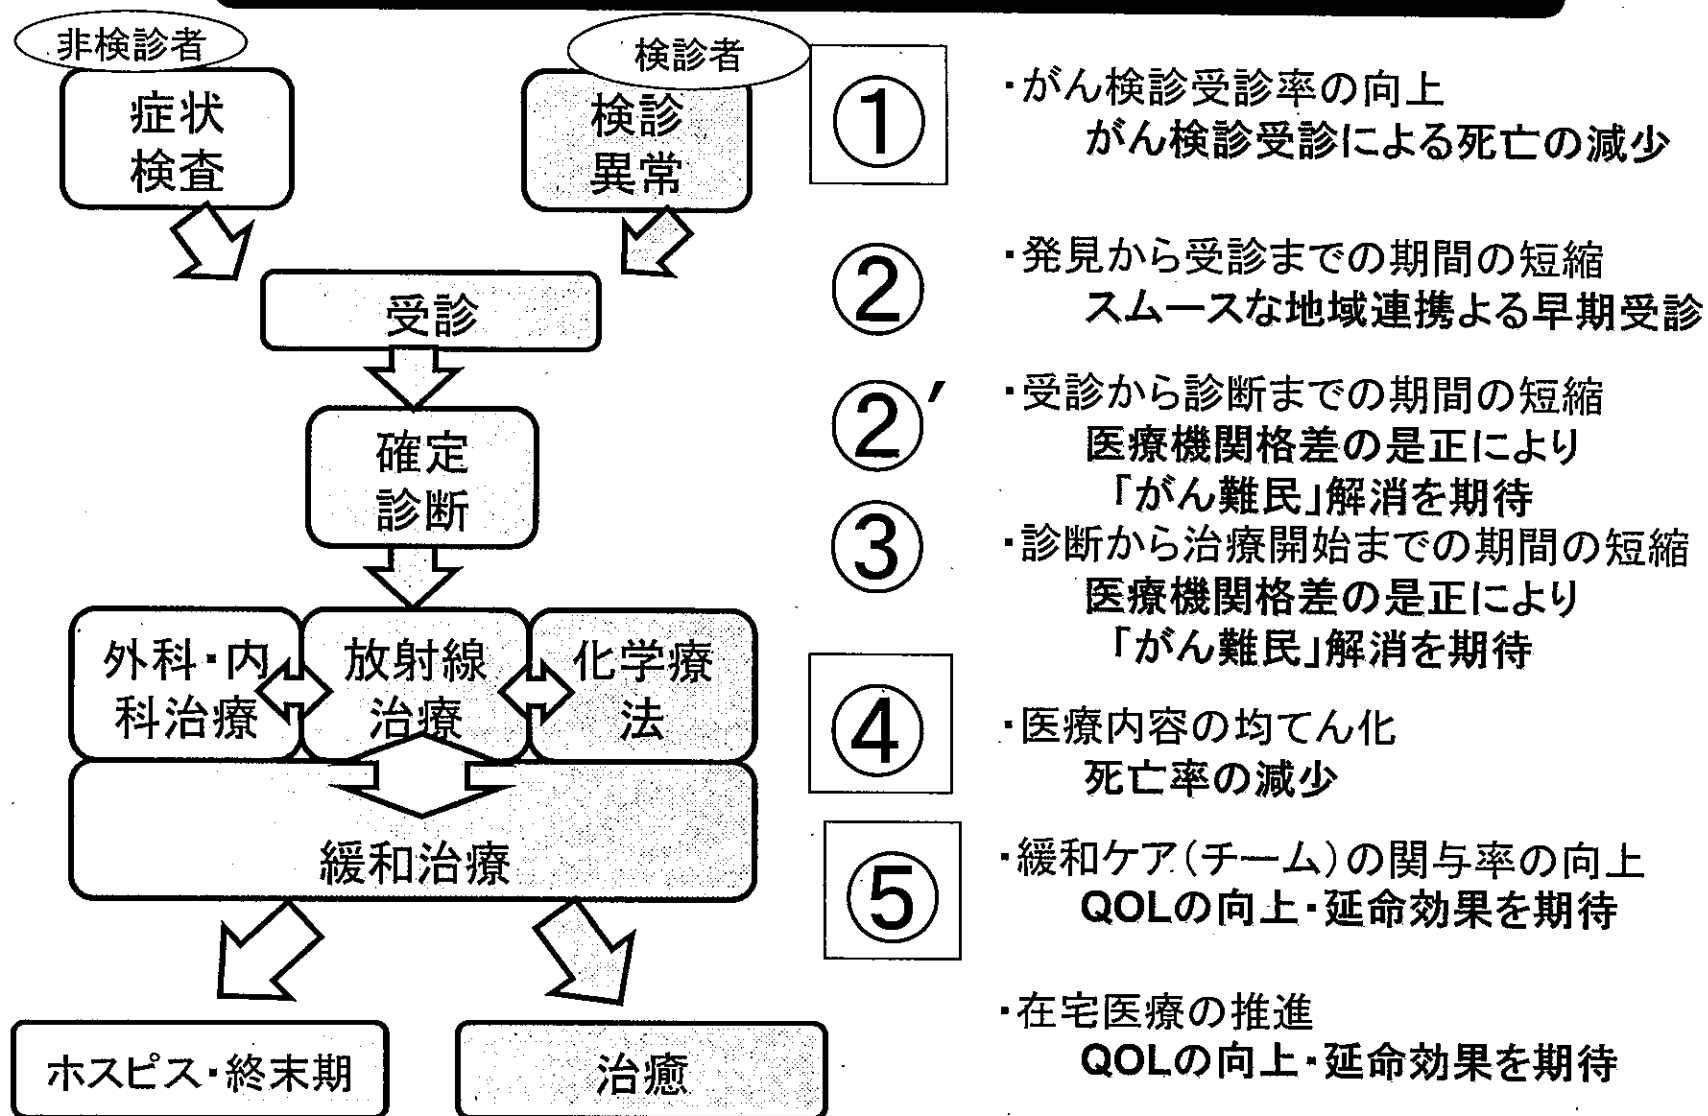 非検診者
検診者
症状
検査
検診
異常
受診
確定
診断
外科・内
科治療
放射線
治療
化学療
法
緩和治療
ホスピス・終末期
治癒
①
・がん検診受診率の向上
がん検診受診による死亡の減少
②
・発見から受診までの期間の短縮
スムースな地域連携よる早期受診
②′
・受診から診断までの期間の短縮
医療機関格差の是正により
「がん難民」解消を期待
③
・診断から治療開始までの期間の短縮
医療機関格差の是正により
「がん難民」解消を期待
④
・医療内容の均てん化
死亡率の減少
⑤
・緩和ケア(チーム)の関与率の向上
QOLの向上・延命効果を期待
・在宅医療の推進
QOLの向上・延命効果を期待